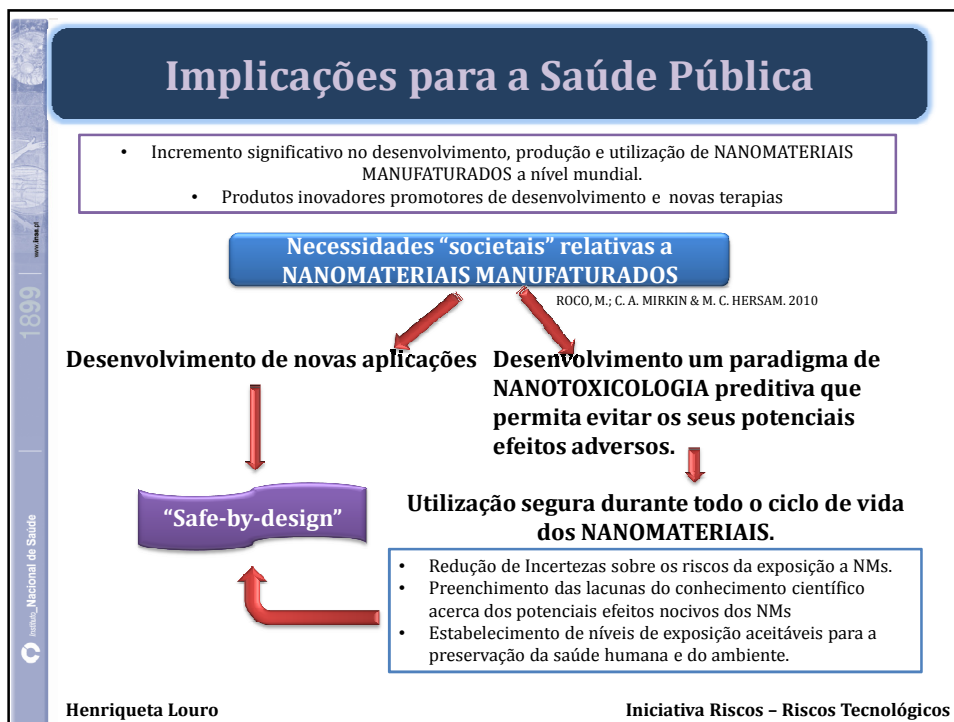 Implicações para a Saúde Pública
• Incremento significativo no desenvolvimento, produção e utilização de NANOMATERIAIS
MANUFATURADOS a nível mundial.
• Produtos inovadores promotores de desenvolvimento e novas terapias
Necessidades “societais” relativas a
NANOMATERIAIS MANUFATURADOS
ROCO, M.; C. A. MIRKIN & M. C. HERSAM. 2010
Desenvolvimento de novas aplicações
Desenvolvimento um paradigma de
NANOTOXICOLOGIA preditiva que
permita evitar os seus potenciais
efeitos adversos.
“Safe-by-design”
Utilização segura durante todo o ciclo de vida
dos NANOMATERIAIS.
• Redução de Incertezas sobre os riscos da exposição a NMs.
• Preenchimento das lacunas do conhecimento científico
acerca dos potenciais efeitos nocivos dos NMs
• Estabelecimento de níveis de exposição aceitáveis para a
preservação da saúde humana e do ambiente.
Henriqueta Louro
Iniciativa Riscos – Riscos Tecnológicos
www.insa.pt
1899
Instituto_Nacional de Saúde